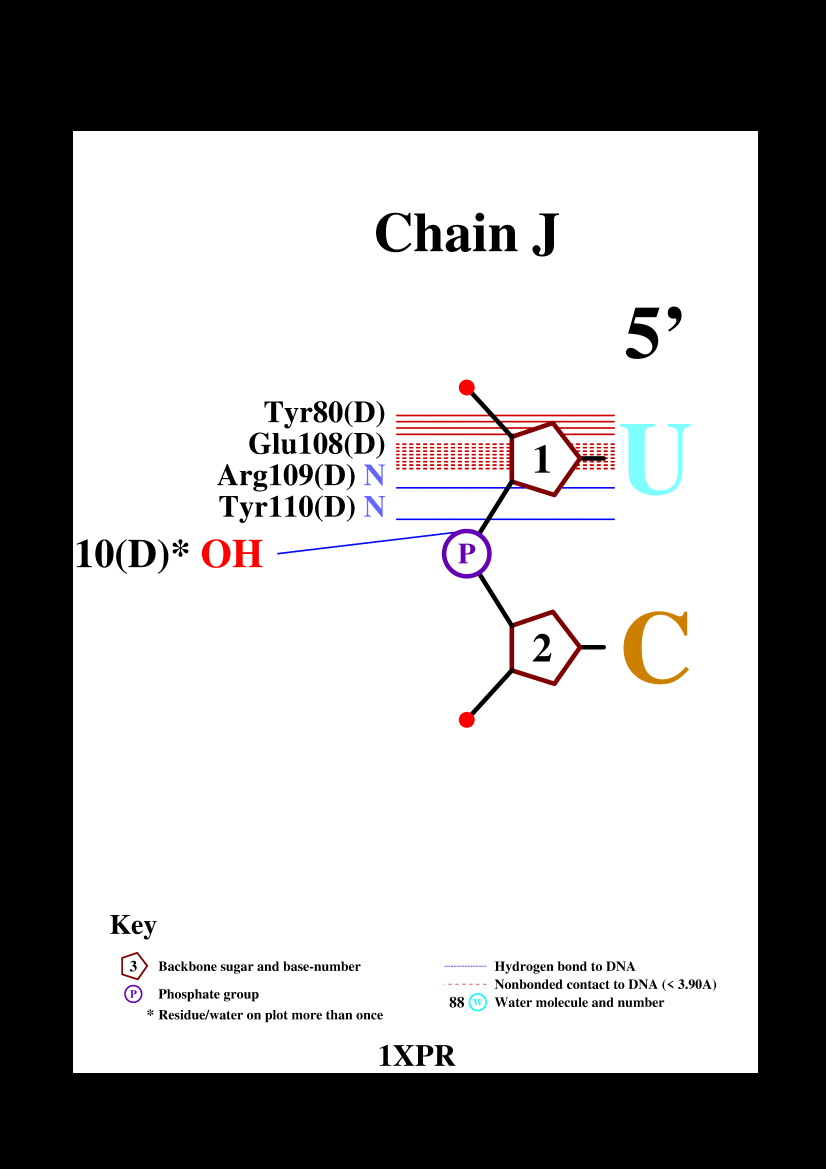 Chain J
5’
Tyr80(D)
Glu108(D)
Arg109(D) N
Tyr110(D) N
U
1
10(D)* OH
P
2
C
Key
3 Backbone sugar and base-number
P Phosphate group
* Residue/water on plot more than once
Hydrogen bond to DNA
Nonbonded contact to DNA (< 3.90A)
88 W Water molecule and number
1XPR